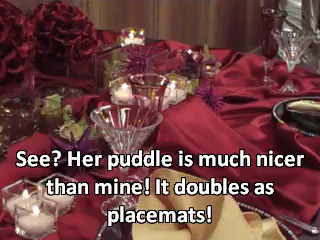 See? Her puddle is much nicer
than mine! It doubles as
placemats!